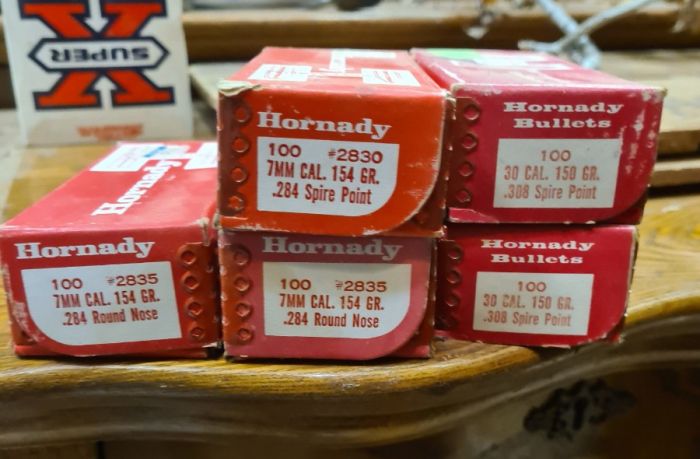 SUPER
X
Hornady
100 #2830
7MM CAL. 154 GR.
.284 Spire Point
Hornady
Bullets
100
30 CAL. 150 GR.
.308 Spire Point
Hornady
Hornady
100 #2835
7MM CAL. 154 GR.
.284 Round Nose
Hornady
100 #2835
7MM CAL. 154 GR.
.284 Round Nose
Hornady
Bullets
100
30 CAL. 150 GR.
.308 Spire Point